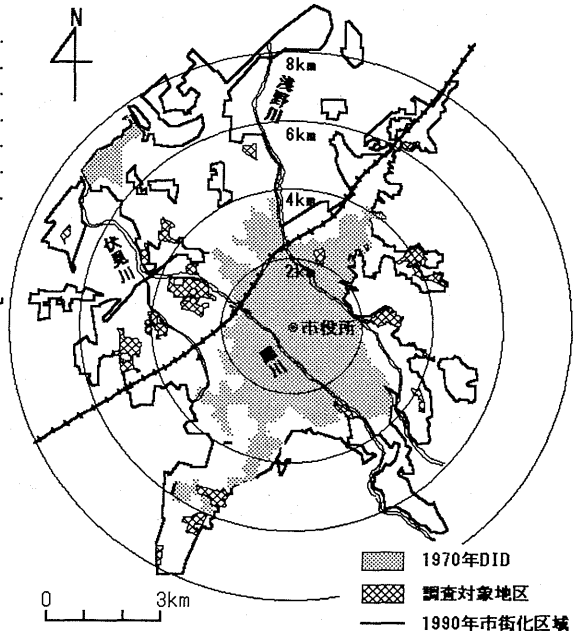 N
8km
浅野川
6km
4km
伏見川
2km
市役所
犀川
1970年DID
調査対象地区
0 3km
1990年市街化区域